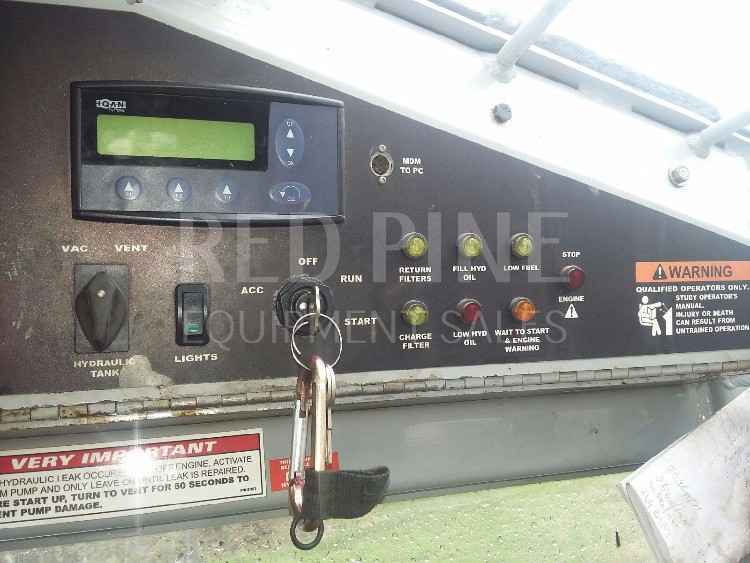 IQAN
MDM
TO PC
RED PINE
EQUIPMENT SALES
VAC
VENT
HYDRAULIC
TANK
LIGHTS
OFF
ACC
RUN
START
RETURN
FILTERS
FILL HYD
OIL
LOW FUEL
STOP
ENGINE
CHARGE
FILTER
LOW HYD
OIL
WAIT TO START
& ENGINE
WARNING
WARNING
QUALIFIED OPERATORS ONLY.
STUDY OPERATOR'S
MANUAL.
INJURY OR DEATH
CAN RESULT FROM
UNTRAINED OPERATION
VERY IMPORTANT
HYDRAULIC LEAK OCCURS OFF ENGINE, ACTIVATE
PUMP AND ONLY LEAVE ON UNTIL LEAK IS REPAIRED.
START UP, TURN TO VENT FOR 60 SECONDS TO
PUMP DAMAGE.